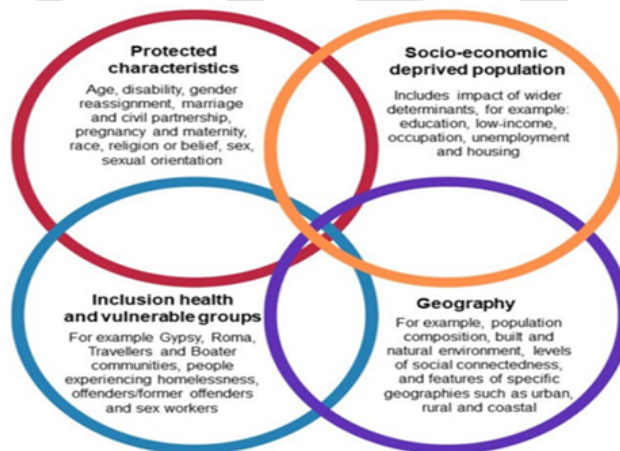 Protected
characteristics
Age, disability, gender
reassignment, marriage
and civil partnership,
pregnancy and maternity,
race, religion or belief, sex,
sexual orientation
Socio-economic
deprived population
Includes impact of wider
determinants, for example:
education, low-income,
occupation, unemployment
and housing
Inclusion health
and vulnerable groups
For example Gypsy, Roma,
Travellers and Boater
communities, people
experiencing homelessness,
offenders/former offenders
and sex workers
Geography
For example, population
composition, built and
natural environment, levels
of social connectedness,
and features of specific
geographies such as urban,
rural and coastal